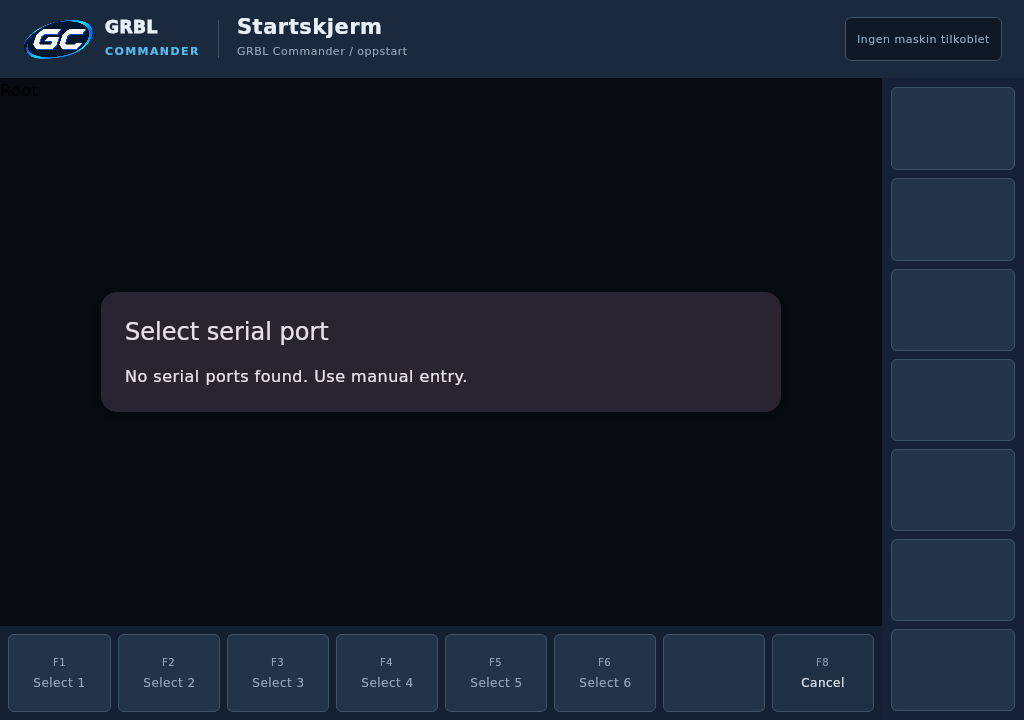 GC
GRBL
COMMANDER
Startskjerm
GRBL Commander / oppstart
Ingen maskin tilkoblet
Root
Select serial port
No serial ports found. Use manual entry.
F1
Select 1
F2
Select 2
F3
Select 3
F4
Select 4
F5
Select 5
F6
Select 6
F8
Cancel